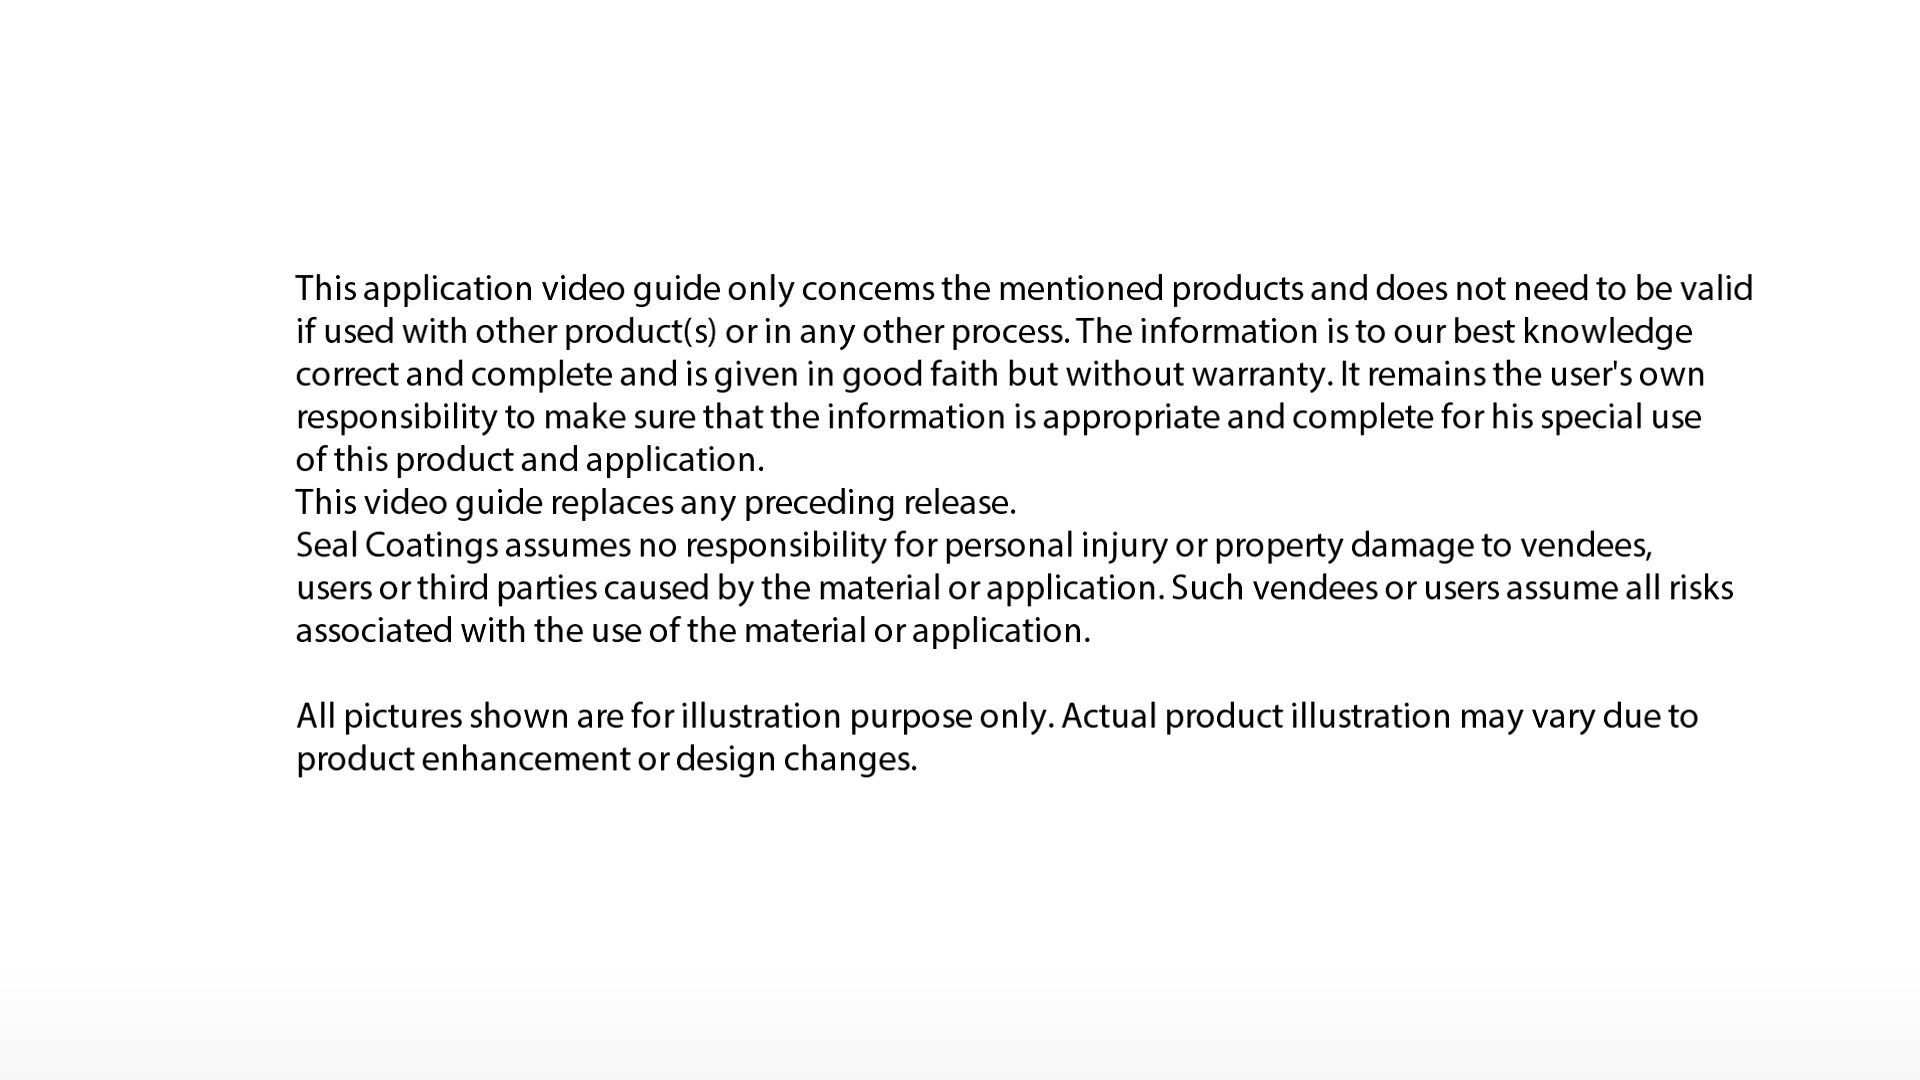 This application video guide only concems the mentioned products and does not need to be valid
if used with other product(s) or in any other process. The information is to our best knowledge
correct and complete and is given in good faith but without warranty. It remains the user's own
responsibility to make sure that the information is appropriate and complete for his special use
of this product and application.
This video guide replaces any preceding release.
Seal Coatings assumes no responsibility for personal injury or property damage to vendees,
users or third parties caused by the material or application. Such vendees or users assume all risks
associated with the use of the material or application.
All pictures shown are for illustration purpose only. Actual product illustration may vary due to
product enhancement or design changes.